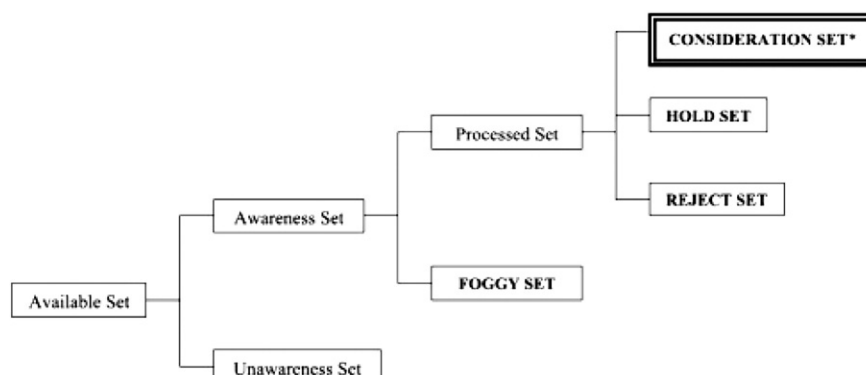 CONSIDERATION SET*
HOLD SET
Processed Set
REJECT SET
Awareness Set
FOGGY SET
Available Set
Unawareness Set